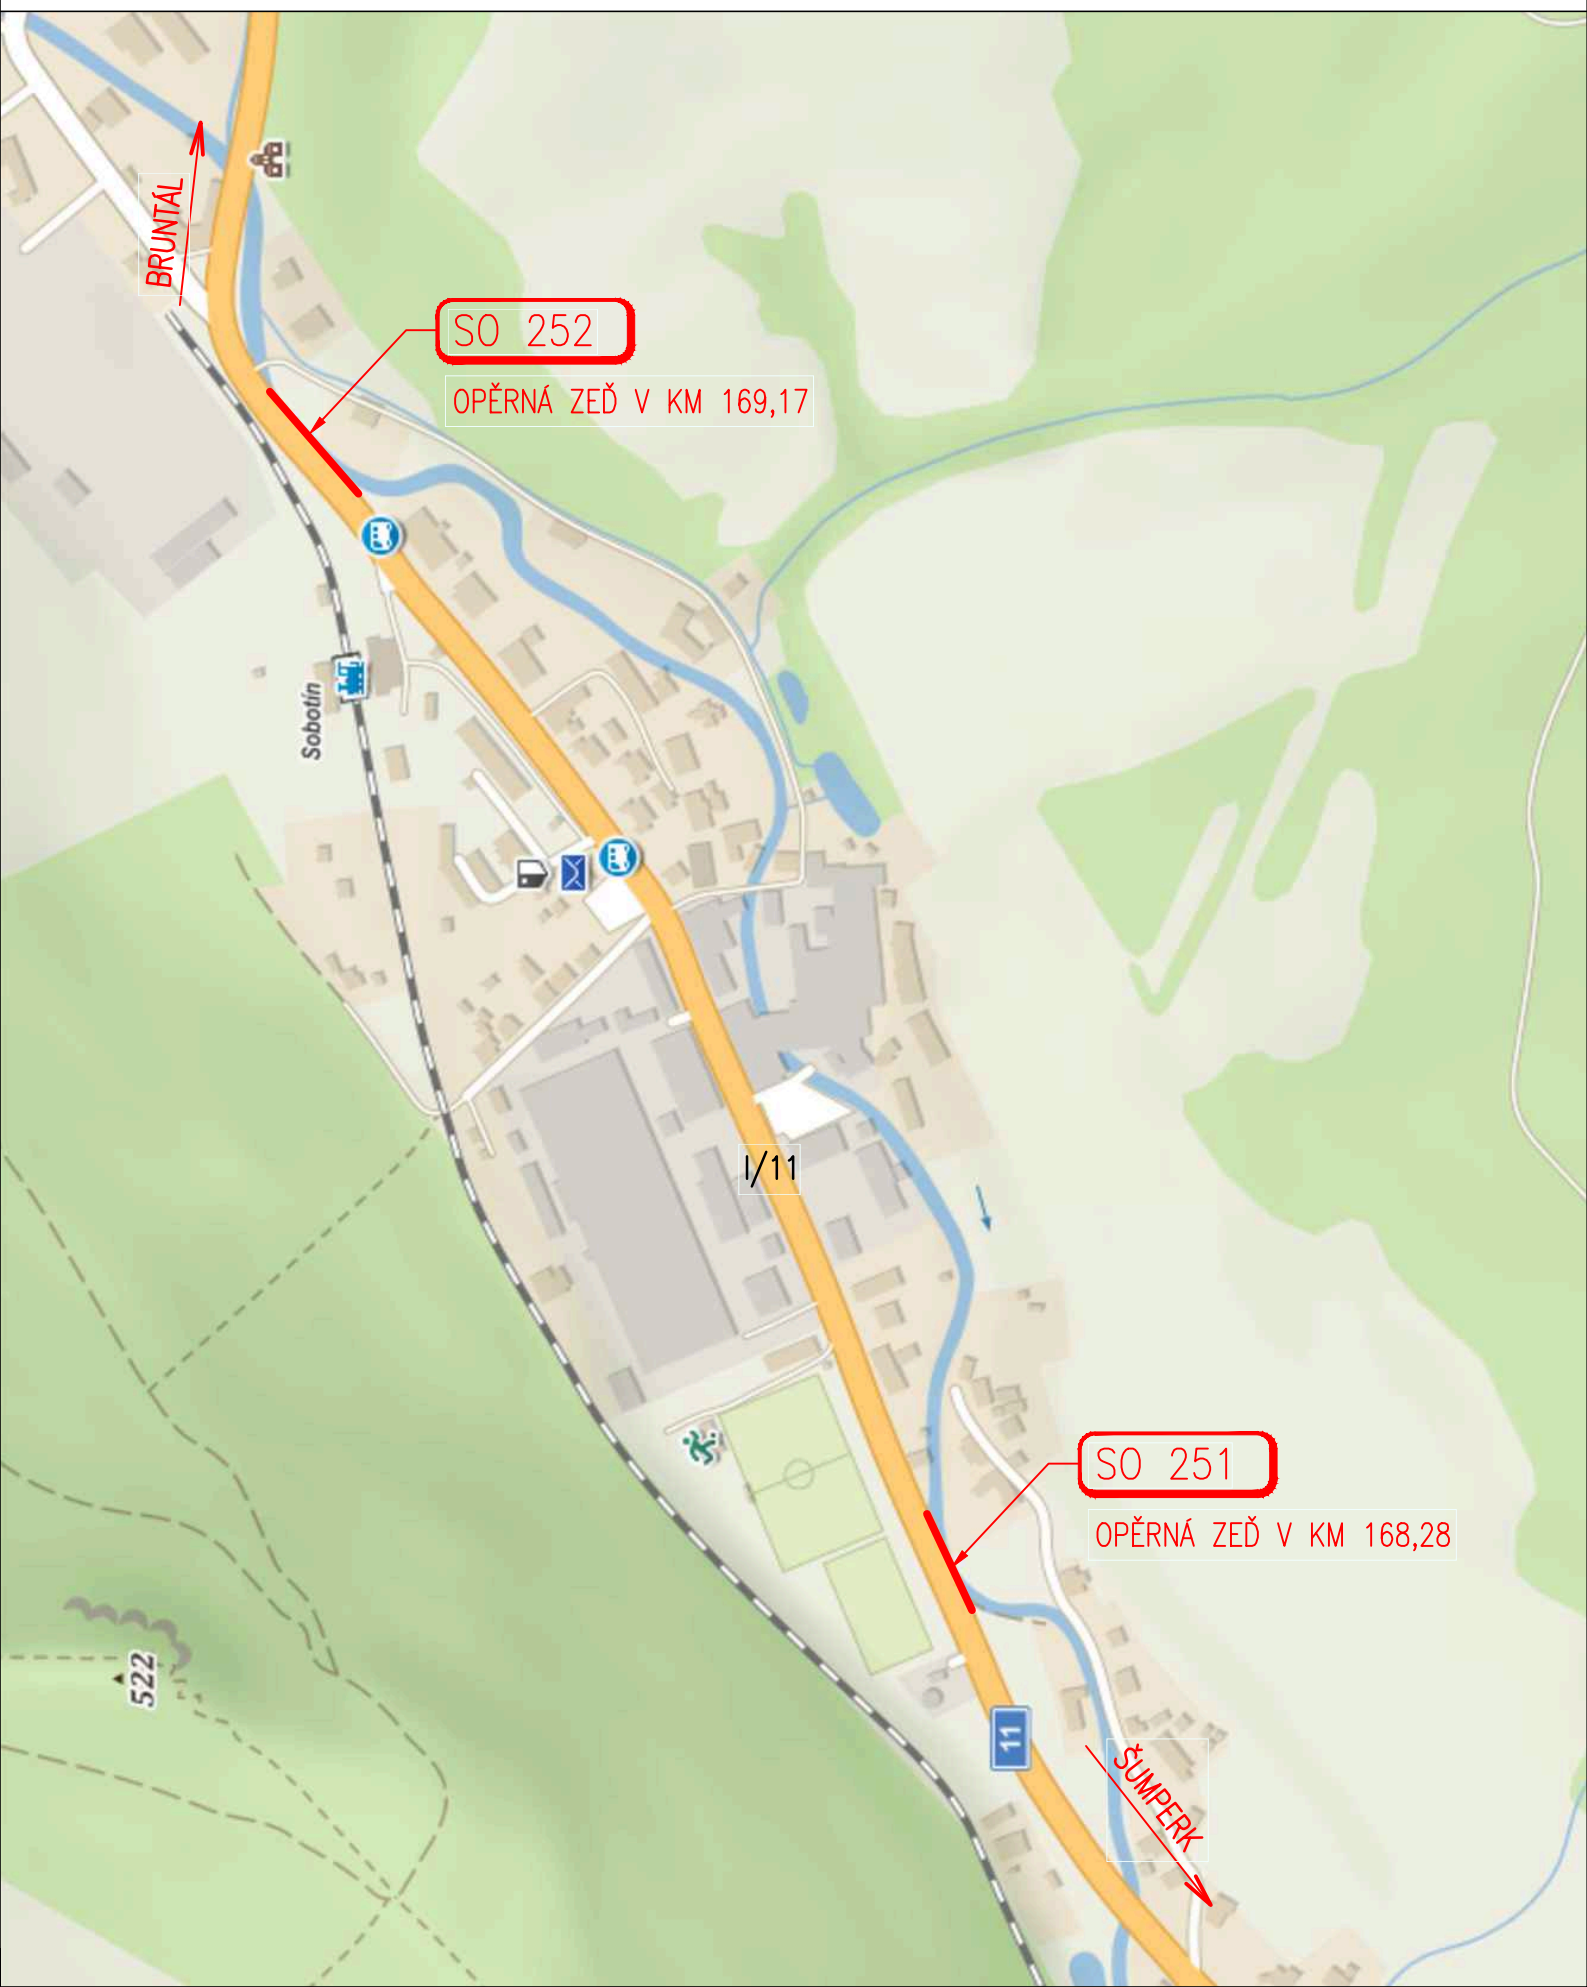 BRUNTÁL
SO 252
OPĚRNÁ ZEĎ V KM 169,17
Sobotín
I/11
SO 251
OPĚRNÁ ZEĎ V KM 168,28
522
11
ŠUMPERK